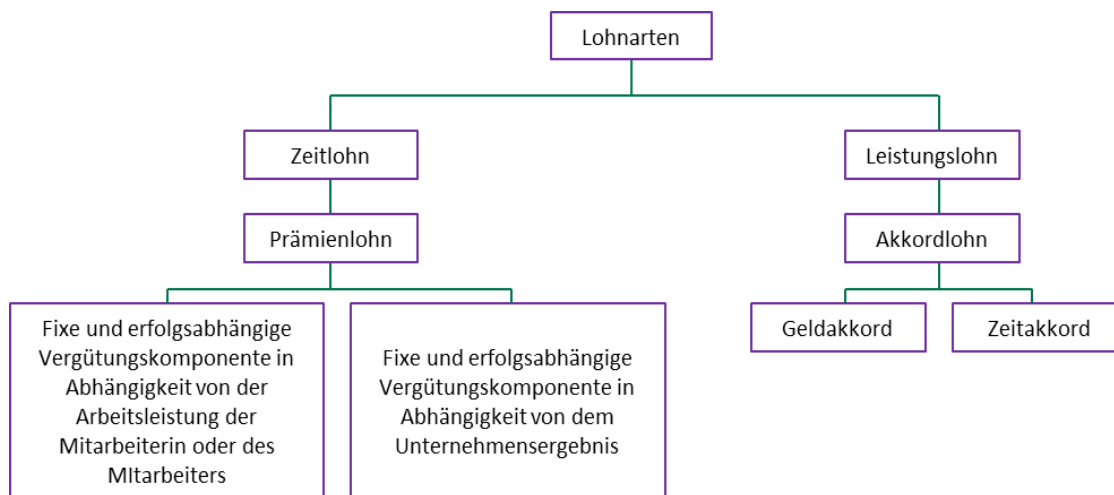 Lohnarten
Zeitlohn
Leistungslohn
Prämienlohn
Akkordlohn
Fixe und erfolgsabhängige
Vergütungskomponente in
Abhängigkeit von der
Arbeitsleistung der
Mitarbeiterin oder des
MItarbeiters
Fixe und erfolgsabhängige
Vergütungskomponente in
Abhängigkeit von dem
Unternehmensergebnis
Geldakkord
Zeitakkord